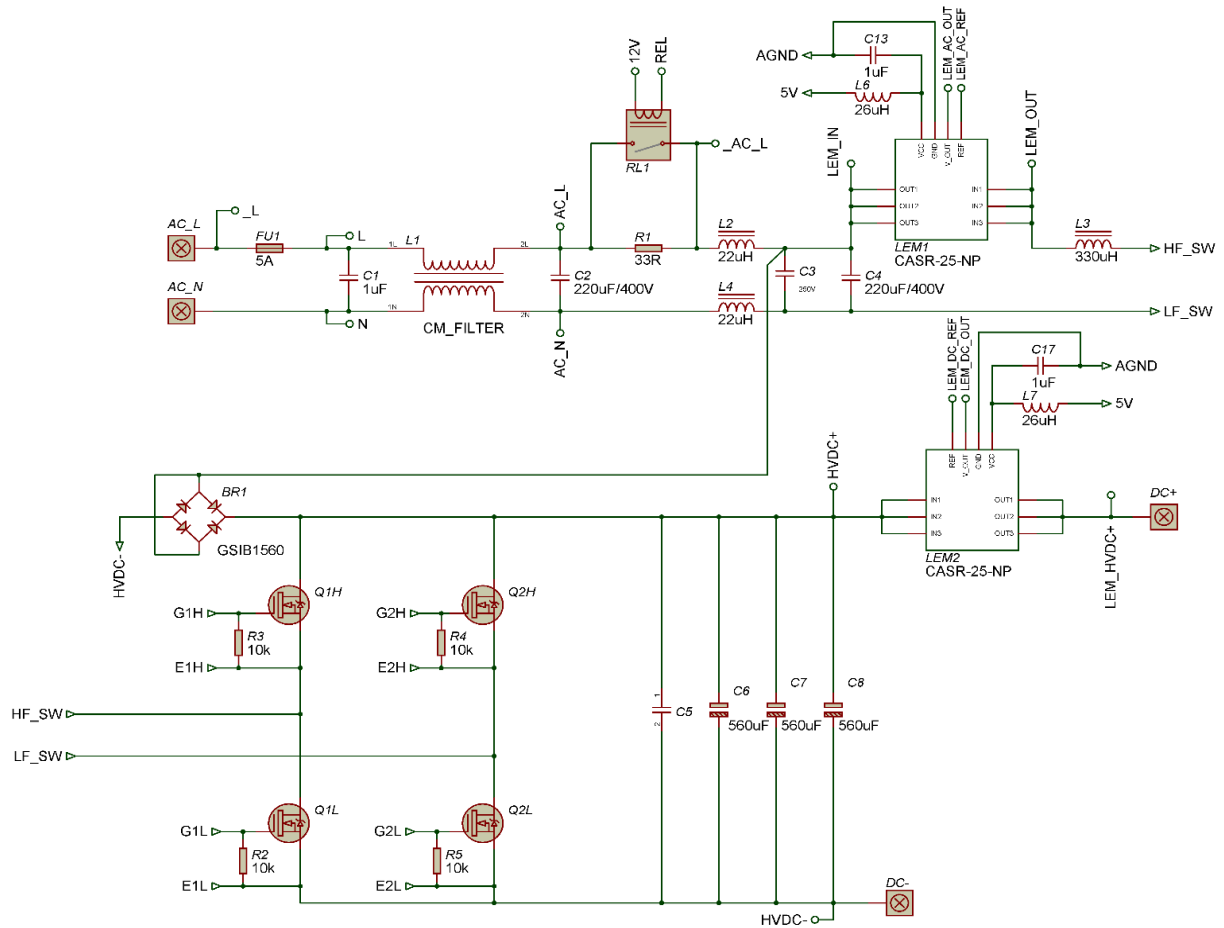 12V
REL
RL1
_AC_L
AGND
C13
1uF
5V
L6
26uH
LEM_AC_OUT
LEM_AC_REF
LEM_IN
LEM_OUT
VCC
GND
V_OUT
REF
OUT1
OUT2
OUT3
IN1
IN2
IN3
LEM1
CASR-25-NP
L3
330uH
HF_SW
LF_SW
AC_L
_L
FU1
5A
L
C1
1uF
AC_N
N
L1
1L
2L
1N
2N
CM_FILTER
AC_L
C2
220uF/400V
AC_N
R1
33R
L2
22uH
L4
22uH
C3
C4
220uF/400V
LEM_DC_REF
LEM_DC_OUT
C17
1uF
AGND
L7
26uH
5V
REF
V_OUT
GND
VCC
IN1
IN2
IN3
OUT1
OUT2
OUT3
LEM2
CASR-25-NP
LEM_HVDC+
DC+
HVDC+
BR1
GSIB1560
HVDC-
G1H
Q1H
R3
10k
E1H
G2H
Q2H
R4
10k
E2H
HF_SW
LF_SW
1
C5
2
C6
560uF
C7
560uF
C8
560uF
G1L
Q1L
R2
10k
E1L
G2L
Q2L
R5
10k
E2L
DC-
HVDC-